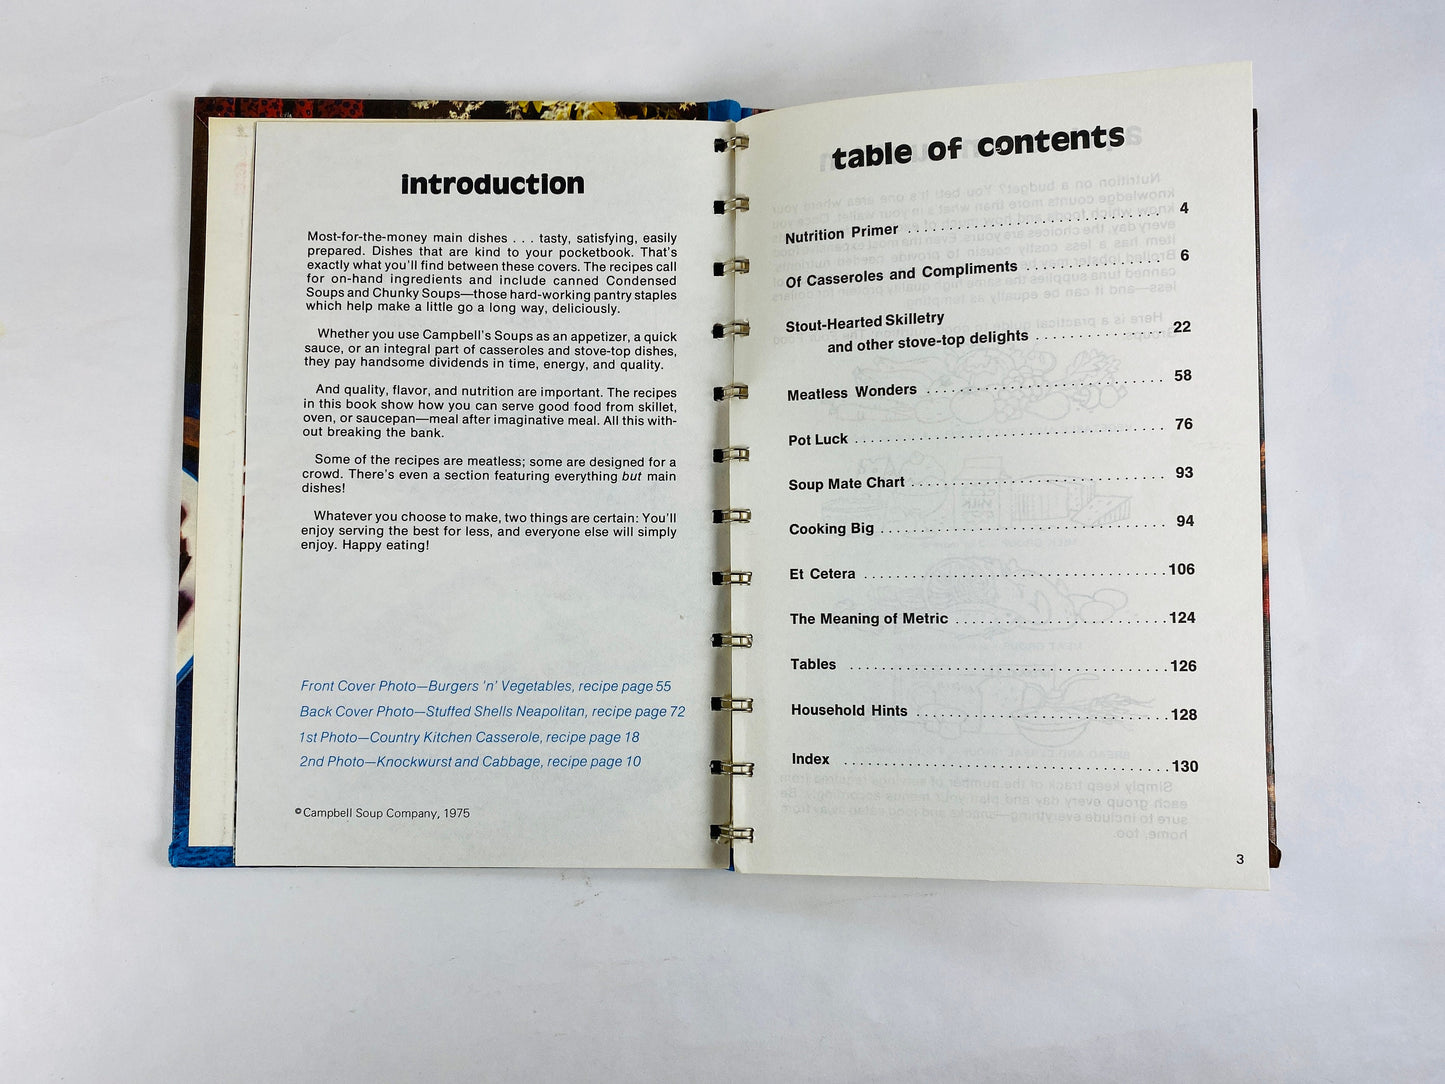 introduction
Most-for-the-money main dishes . . . tasty, satisfying, easily
prepared. Dishes that are kind to your pocketbook. That's
exactly what you'll find between these covers. The recipes call
for on-hand ingredients and include canned Condensed
Soups and Chunky Soups—those hard-working pantry staples
which help make a little go a long way, deliciously.
Whether you use Campbell's Soups as an appetizer, a quick
sauce, or an integral part of casseroles and stove-top dishes,
they pay handsome dividends in time, energy, and quality.
And quality, flavor, and nutrition are important. The recipes
in this book show how you can serve good food from skillet,
oven, or saucepan—meal after imaginative meal. All this with-
out breaking the bank.
Some of the recipes are meatless; some are designed for a
crowd. There's even a section featuring everything but main
dishes!
Whatever you choose to make, two things are certain: You'll
enjoy serving the best for less, and everyone else will simply
enjoy. Happy eating!
Front Cover Photo—Burgers 'n' Vegetables, recipe page 55
Back Cover Photo—Stuffed Shells Neapolitan, recipe page 72
1st Photo—Country Kitchen Casserole, recipe page 18
2nd Photo—Knockwurst and Cabbage, recipe page 10
©Campbell Soup Company, 1975
table of contents
Nutrition Primer . . . . . . . . . . 4
Of Casseroles and Compliments . . . . . . . . . . 6
Stout-Hearted Skilletry
and other stove-top delights . . . . . . . . . . 22
Meatless Wonders . . . . . . . . . . 58
Pot Luck . . . . . . . . . . 76
Soup Mate Chart . . . . . . . . . . 93
Cooking Big . . . . . . . . . . 94
Et Cetera . . . . . . . . . . 106
The Meaning of Metric . . . . . . . . . . 124
Tables . . . . . . . . . . 126
Household Hints . . . . . . . . . . 128
Index . . . . . . . . . . 130
3